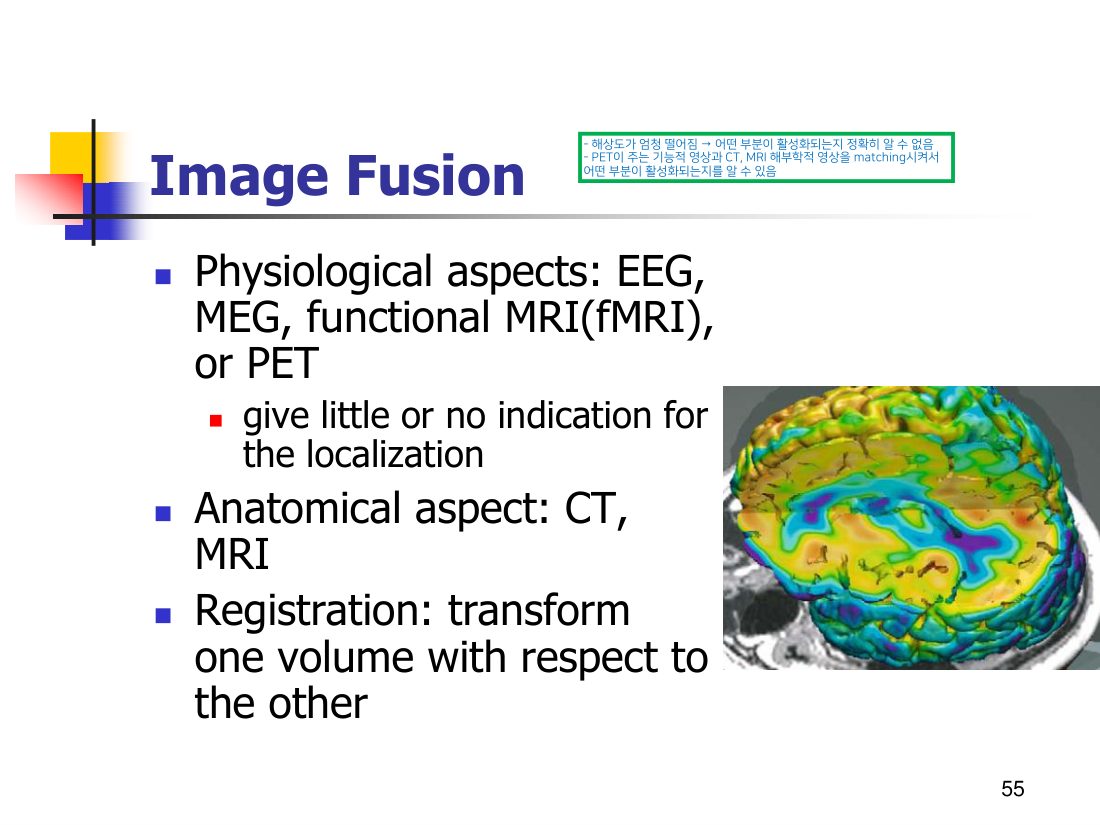 Image Fusion
- 해상도가 엄청 떨어짐 → 어떤 부분이 활성화되는지 정확히 알 수 없음
- PET이 주는 기능적 영상과 CT, MRI 해부학적 영상을 matching시켜서
어떤 부분이 활성화되는지를 알 수 있음
Physiological aspects: EEG,
MEG, functional MRI(fMRI),
or PET
give little or no indication for
the localization
Anatomical aspect: CT,
MRI
Registration: transform
one volume with respect to
the other
55